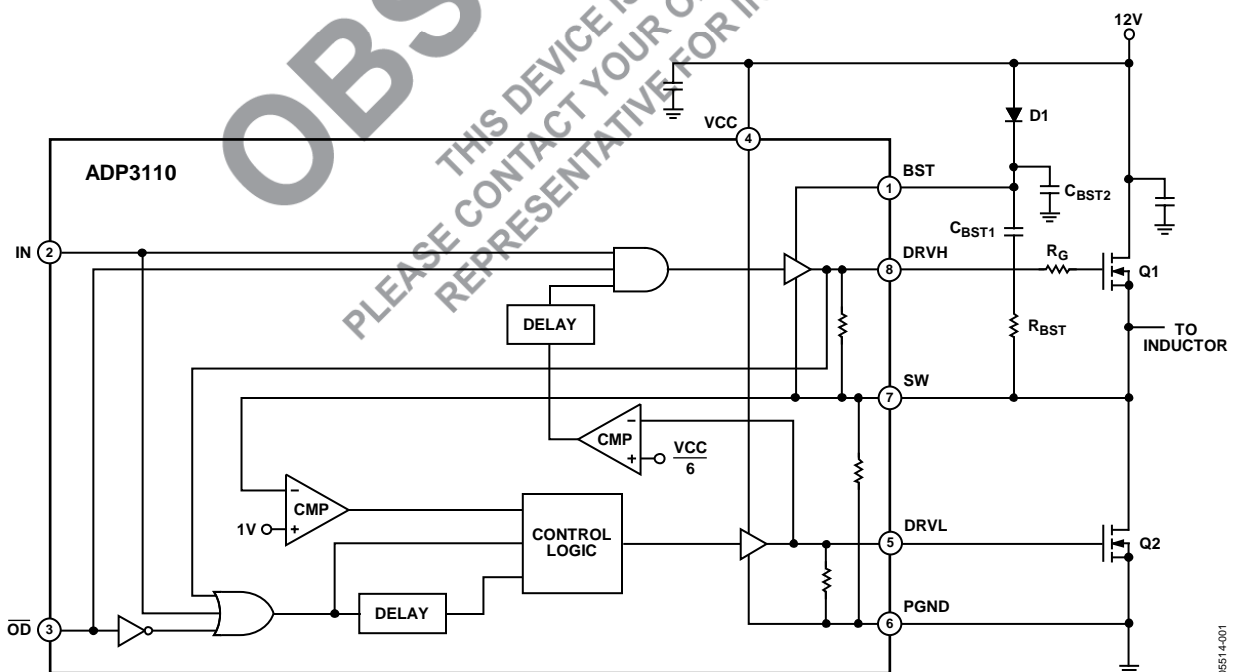 OBS
THIS DEVICE IS
PLEASE CONTACT YOUR
REPRESENTATIVE FOR
12V
VCC
4
D1
ADP3110
BST
1
CBST2
CBST1
IN 2
DRVH
8
RG
Q1
DELAY
RBST
TO
INDUCTOR
SW
7
CMP
−
+
VCC
6
−
CMP
1V
+
CONTROL
LOGIC
DRVL
5
Q2
DELAY
PGND
6
OD 3
05514-001